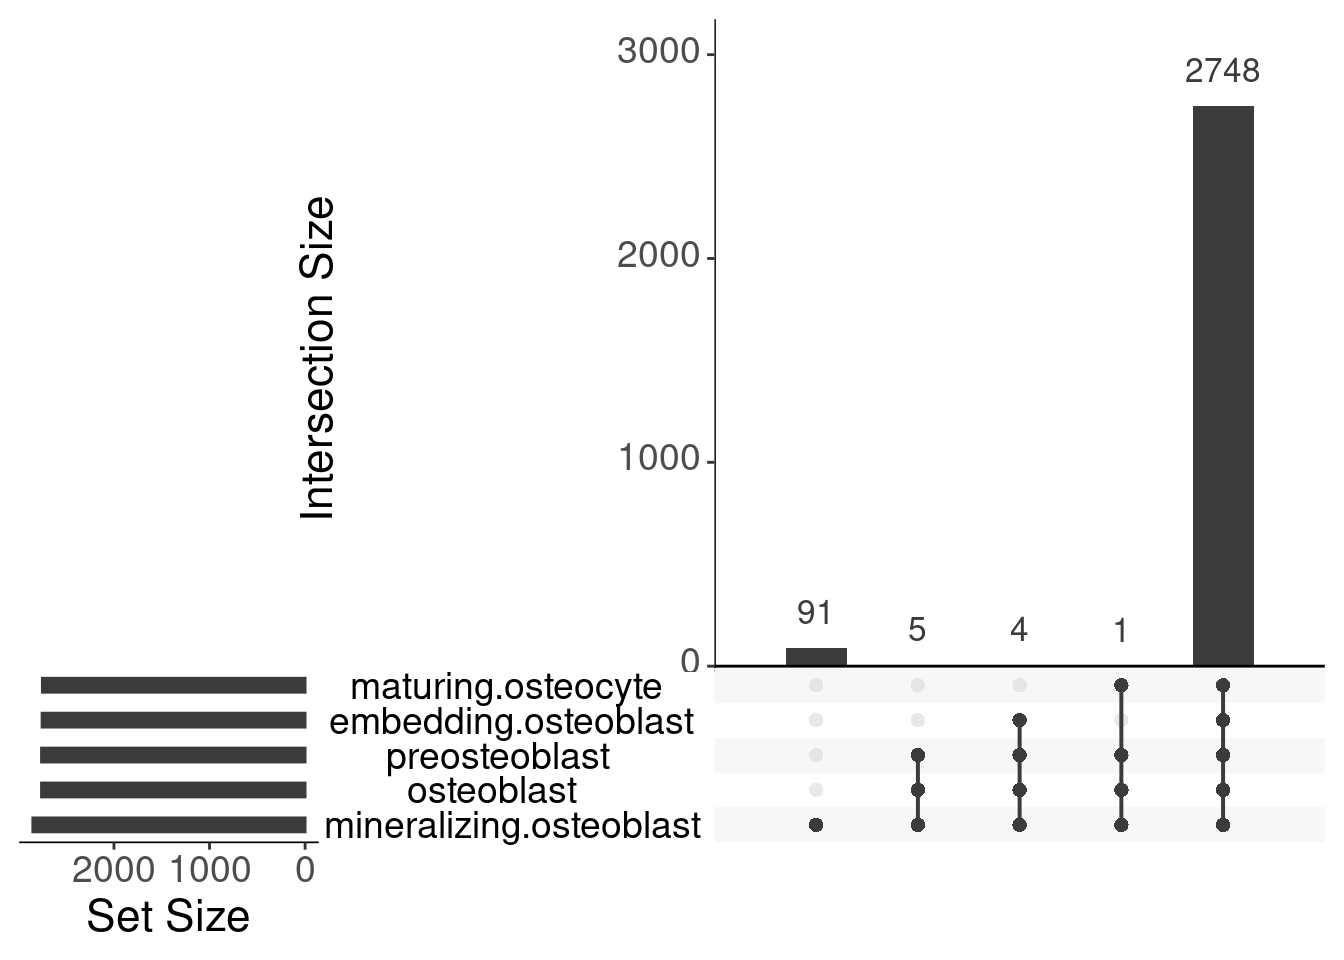 3000
2000
1000
0
Intersection Size
91
5
4
1
2748
maturing.osteocyte
embedding.osteoblast
preosteoblast
osteoblast
mineralizing.osteoblast
2000 1000 0
Set Size